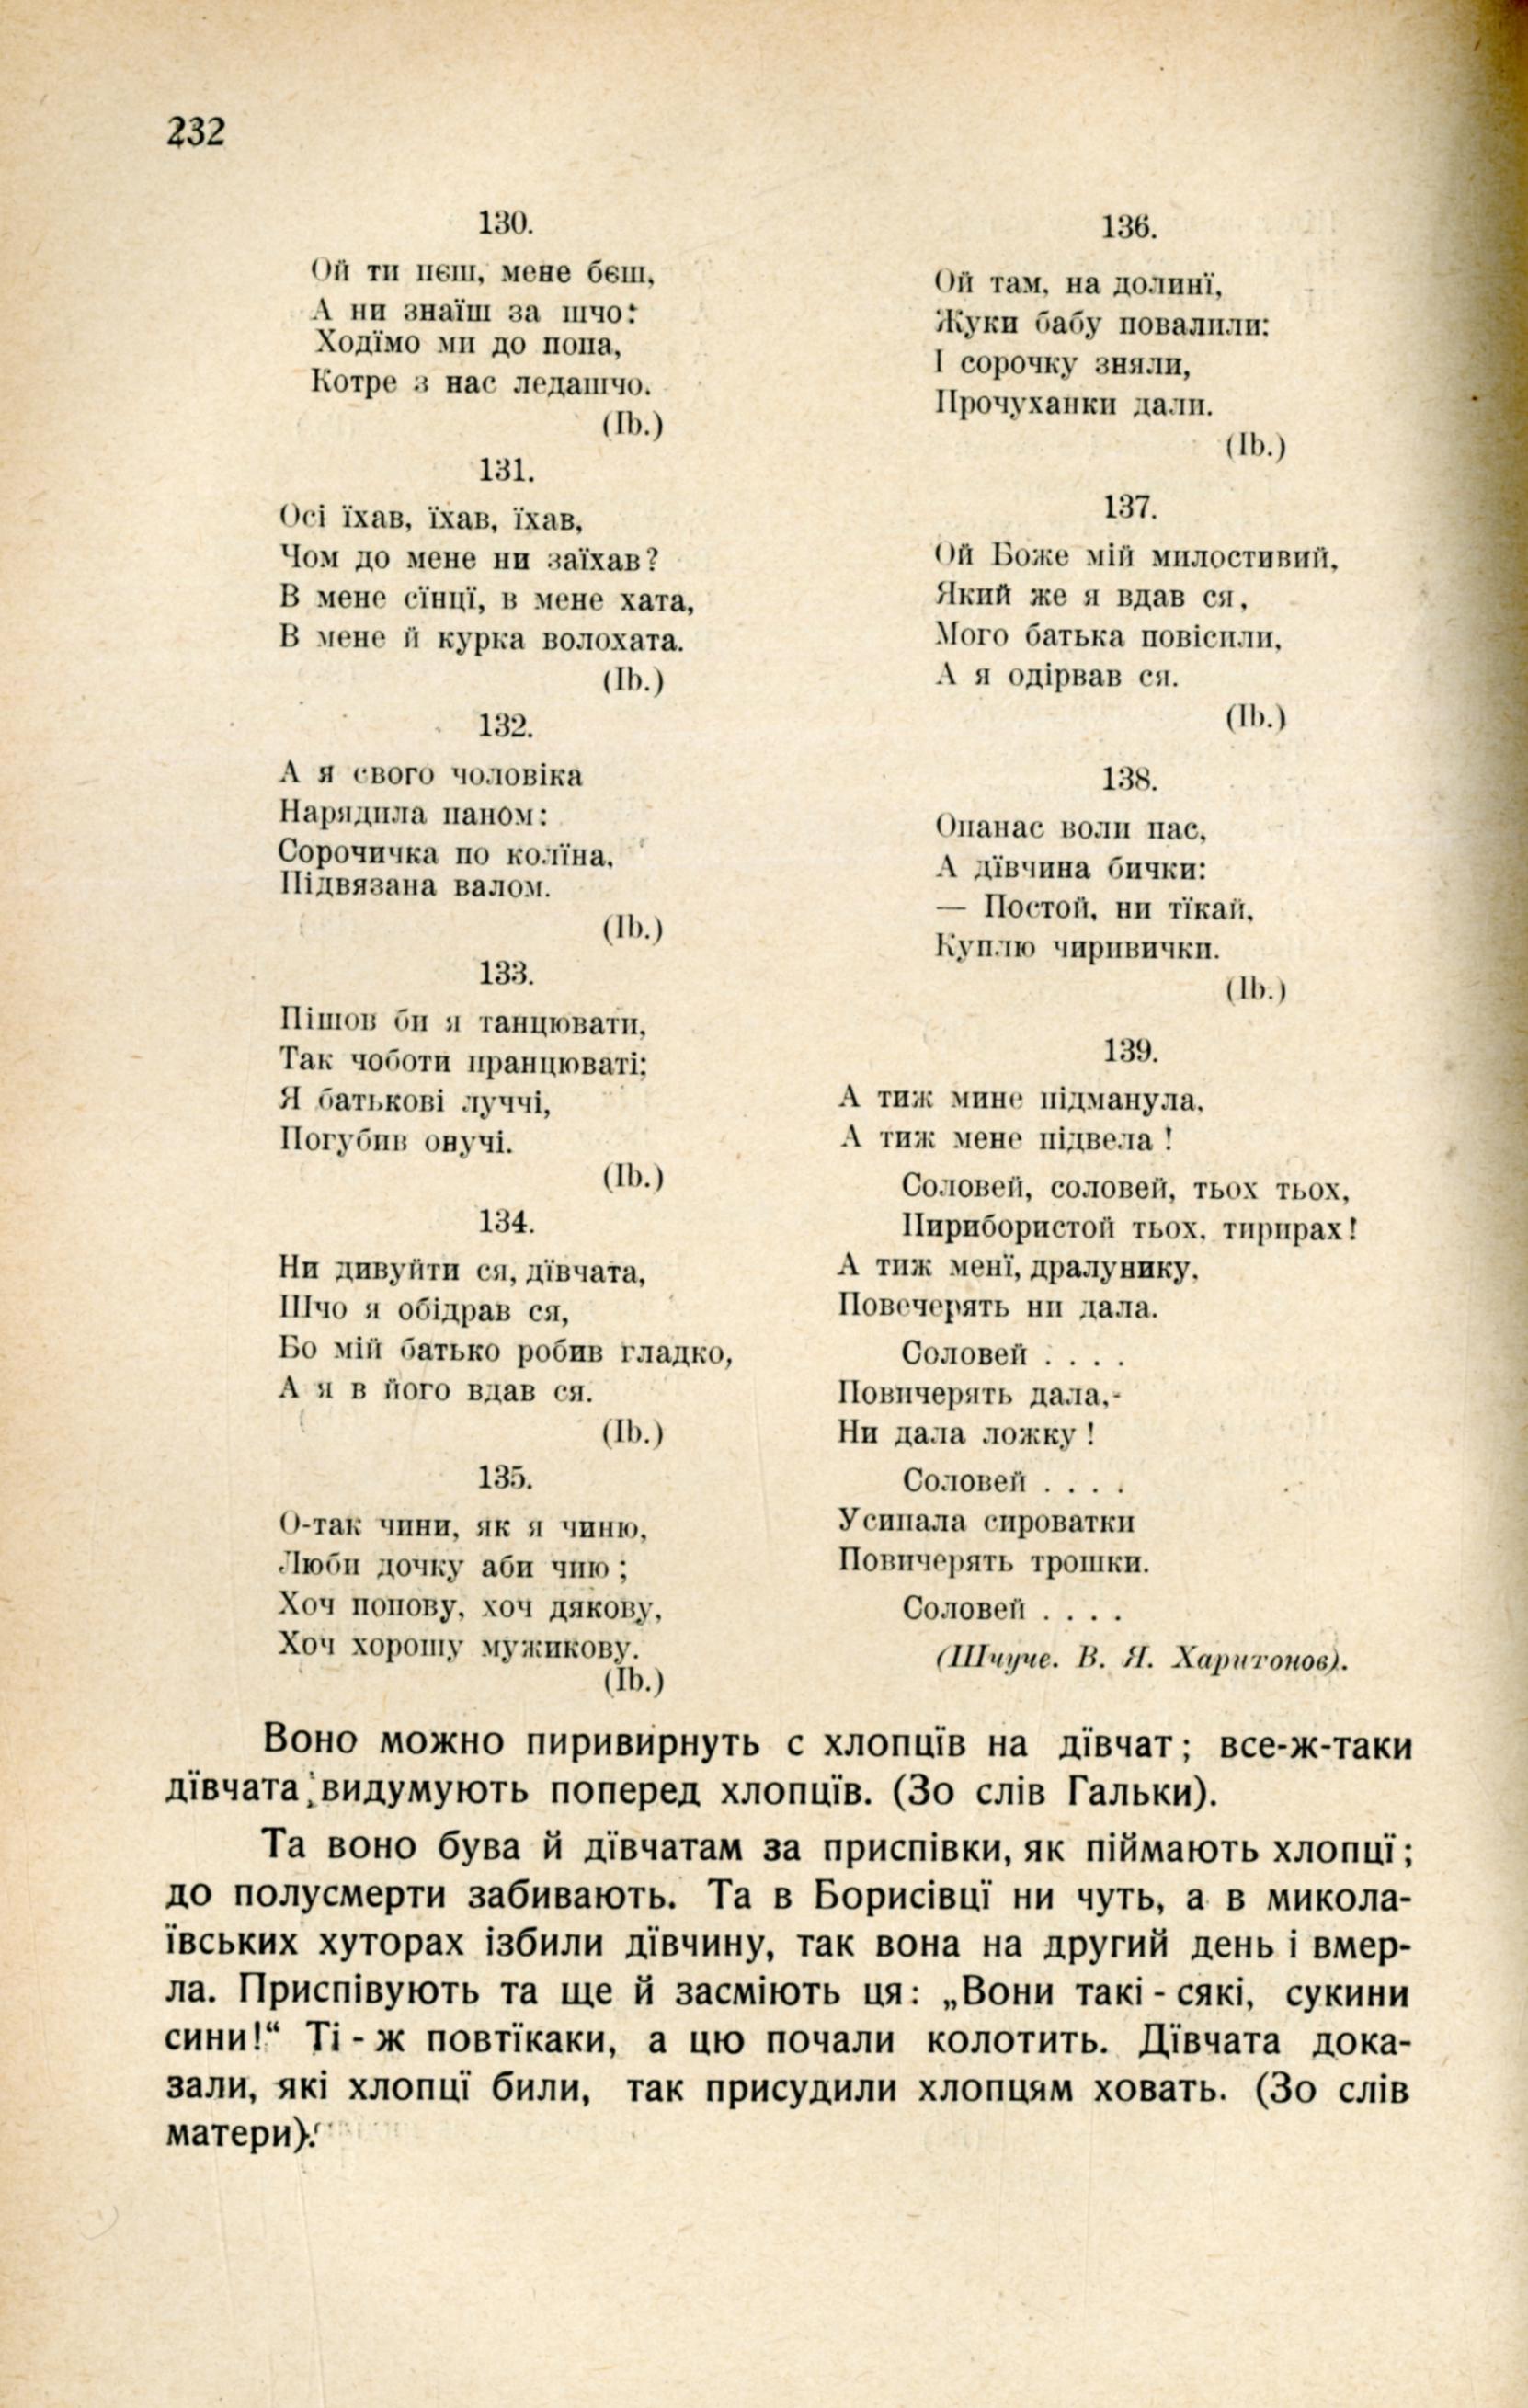 232
130.
Ой ти пєш, мене бєш,
А ни знаїш за шчо:
Ходїмо ми до попа,
Котре з нас ледашчо.
(Ib.)
131.
Осі їхав, їхав, їхав,
Чом до мене ни заїхав?
В мене сїнцї, в мене хата,
В мене й курка волохата.
(Ib.)
132.
А я свого чоловіка
Нарядила паном:
Сорочичка по колїна,
Підвязана валом.
(Ib.)
133.
Пішов би я танцювати,
Так чоботи пранцюваті;
Я батькові луччі,
Погубив онучі.
(Ib.)
134.
Ни дивуйти ся, дївчата,
Шчо я обідрав ся,
Бо мій батько робив гладко,
А я в його вдав ся.
(Ib.)
135.
О-так чини, як я чиню,
Люби дочку аби чию;
Хоч попову, хоч дякову,
Хоч хорошу мужикову.
(Ib.)
136.
Ой там, на долинї,
Жуки бабу повалили:
І сорочку зняли,
Прочуханки дали.
(Ib.)
137.
Ой Боже мій милостивий,
Який же я вдав ся,
Мого батька повісили,
А я одірвав ся.
(Ib.)
138.
Опанас воли пас,
А дївчина бички:
— Постой, ни тїкай,
Куплю чиривички.
(Ib.)
139.
А тиж мине підманула,
А тиж мене підвела!
Соловей, соловей, тьох тьох,
Пирибористой тьох, тирирах!
А тиж менї, дралунику,
Повечерять ни дала.
Соловей . . . .
Повичерять дала,-
Ни дала ложку!
Соловей . . . .
Усипала сироватки
Повичерять трошки.
Соловей . . . .
(Шчуче. В. Я. Харитонов).
Воно можно пиривирнуть с хлопцїв на дївчат; все-ж-таки
дївчата видумують поперед хлопцїв. (Зо слів Гальки).
Та воно бува й дївчатам за приспівки, як піймають хлопцї;
до полусмерти забивають. Та в Борисівцї ни чуть, а в микола-
ївських хуторах ізбили дївчину, так вона на другий день і вмер-
ла. Приспівують та ще й засміють ця: „Вони такі - сякі, сукини
сини!“ Ті - ж повтїкаки, а цю почали колотить. Дївчата дока-
зали, які хлопцї били, так присудили хлопцям ховать. (Зо слів
матери).